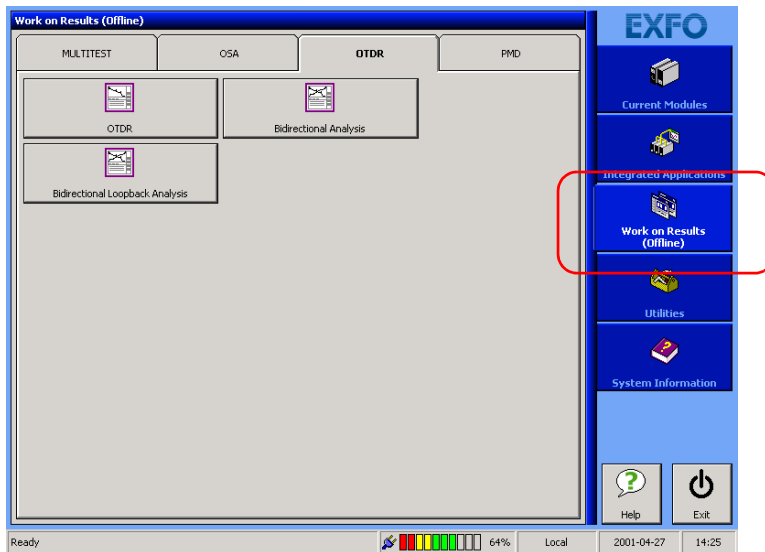 Work on Results (Offline)
MULTITEST
OSA
OTDR
PMD
OTDR
Bidirectional Analysis
Bidirectional Loopback Analysis
EXFO
Current Modules
Integrated Applications
Work on Results
(Offline)
Utilities
System Information
Help
Exit
Ready
64%
Local
2001-04-27
14:25